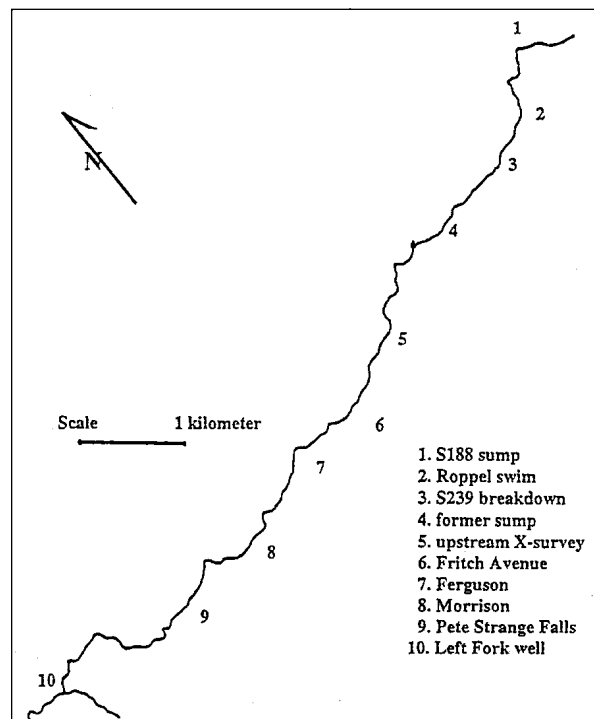 1
2
N
3
4
5
Scale 1 kilometer
6
7
1. S188 sump
2. Roppel swim
3. S239 breakdown
4. former sump
5. upstream X-survey
6. Fritch Avenue
7. Ferguson
8. Morrison
9. Pete Strange Falls
10. Left Fork well
8
9
10